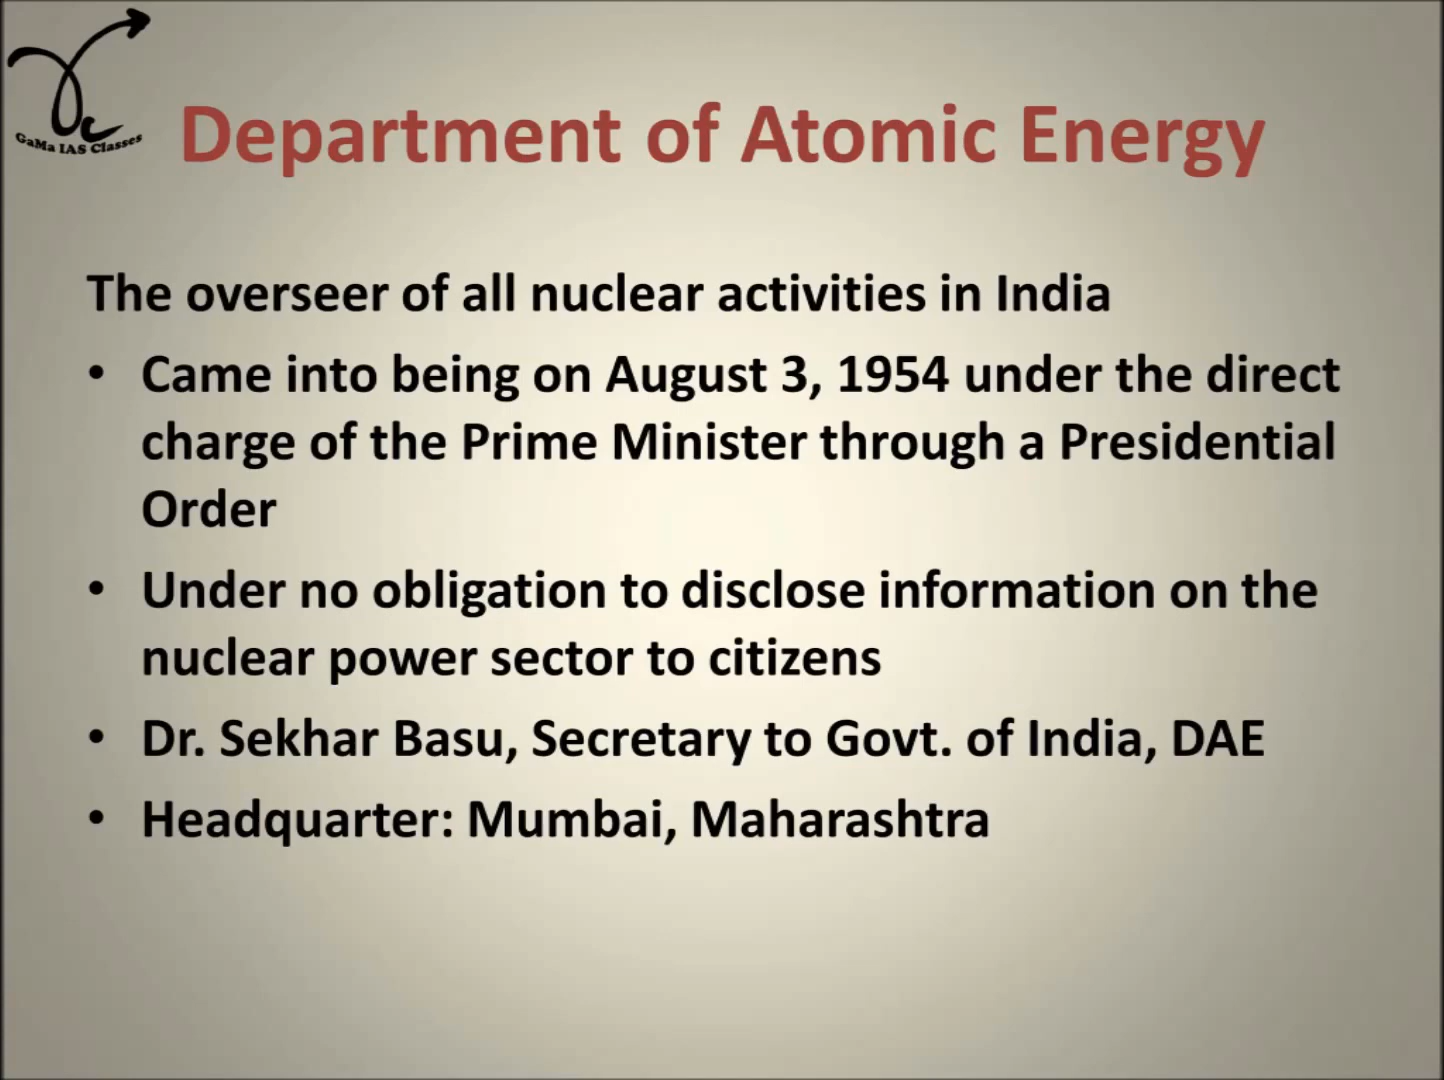 GaMa IAS Classes
Department of Atomic Energy
The overseer of all nuclear activities in India
• Came into being on August 3, 1954 under the direct
charge of the Prime Minister through a Presidential
Order
• Under no obligation to disclose information on the
nuclear power sector to citizens
• Dr. Sekhar Basu, Secretary to Govt. of India, DAE
• Headquarter: Mumbai, Maharashtra